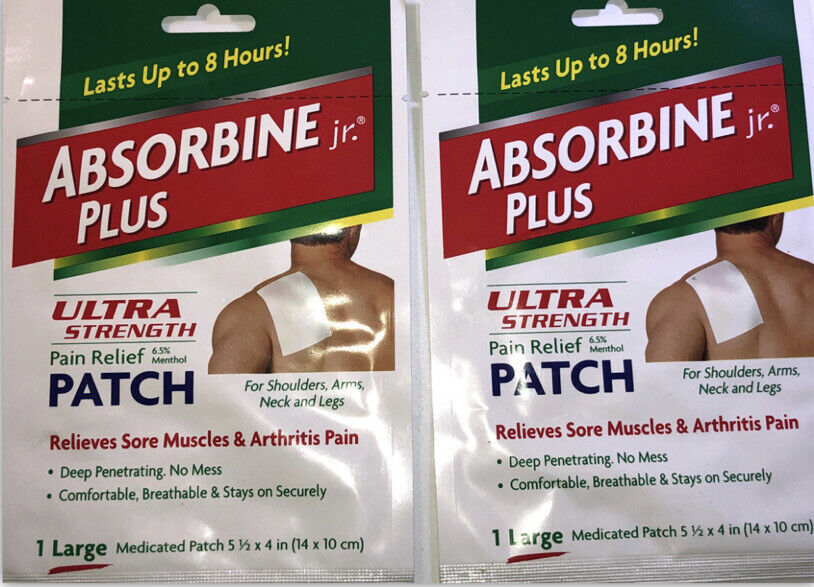 Lasts Up to 8 Hours!
ABSORBINE jr.®
PLUS
ULTRA
STRENGTH
Pain Relief 6.5% Menthol
PATCH
For Shoulders, Arms,
Neck and Legs
Relieves Sore Muscles & Arthritis Pain
• Deep Penetrating. No Mess
• Comfortable, Breathable & Stays on Securely
1 Large Medicated Patch 5 ½ x 4 in (14 x 10 cm)
Lasts Up to 8 Hours!
ABSORBINE jr.®
PLUS
ULTRA
STRENGTH
Pain Relief 6.5% Menthol
PATCH
For Shoulders, Arms,
Neck and Legs
Relieves Sore Muscles & Arthritis Pain
• Deep Penetrating. No Mess
• Comfortable, Breathable & Stays on Securely
1 Large Medicated Patch 5 ½ x 4 in (14 x 10 cm)